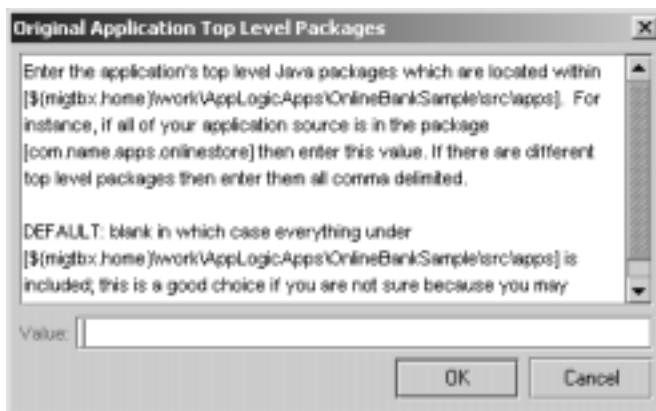 Original Application Top Level Packages
Enter the application's top level Java packages which are located within
[$(migtbx.home)\work\AppLogicApps\OnlineBankSample\src\apps]. For
instance, if all of your application source is in the package
[com.name.apps.onlinestore] then enter this value. If there are different
top level packages then enter them all comma delimited.
DEFAULT: blank in which case everything under
[$(migtbx.home)\work\AppLogicApps\OnlineBankSample\src\apps] is
included; this is a good choice if you are not sure because you may
Value:
OK
Cancel